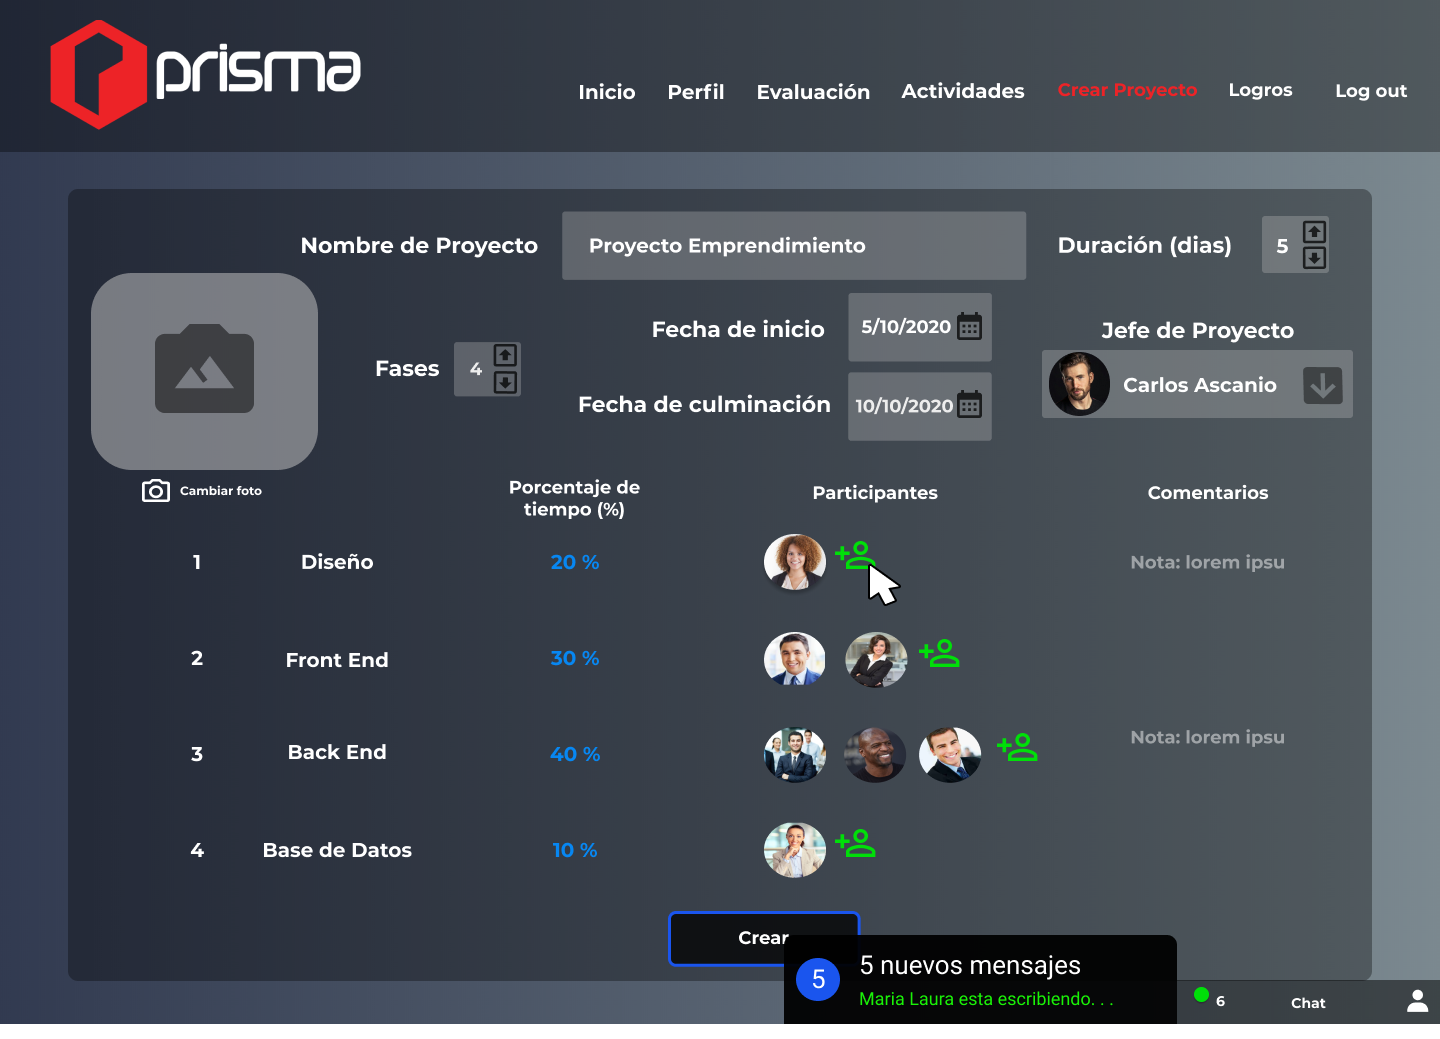 prisma
Inicio Perfil Evaluación Actividades Crear Proyecto Logros Log out
Nombre de Proyecto Proyecto Emprendimiento Duración (dias) 5
Fecha de inicio 5/10/2020 Jefe de Proyecto
Fases 4
Carlos Ascanio
Fecha de culminación 10/10/2020
Cambiar foto
Porcentaje de
tiempo (%)
Participantes Comentarios
1 Diseño 20 % Nota: lorem ipsu
2 Front End 30 %
3 Back End 40 % Nota: lorem ipsu
4 Base de Datos 10 %
Crear
5 5 nuevos mensajes
Maria Laura esta escribiendo. . .
6 Chat